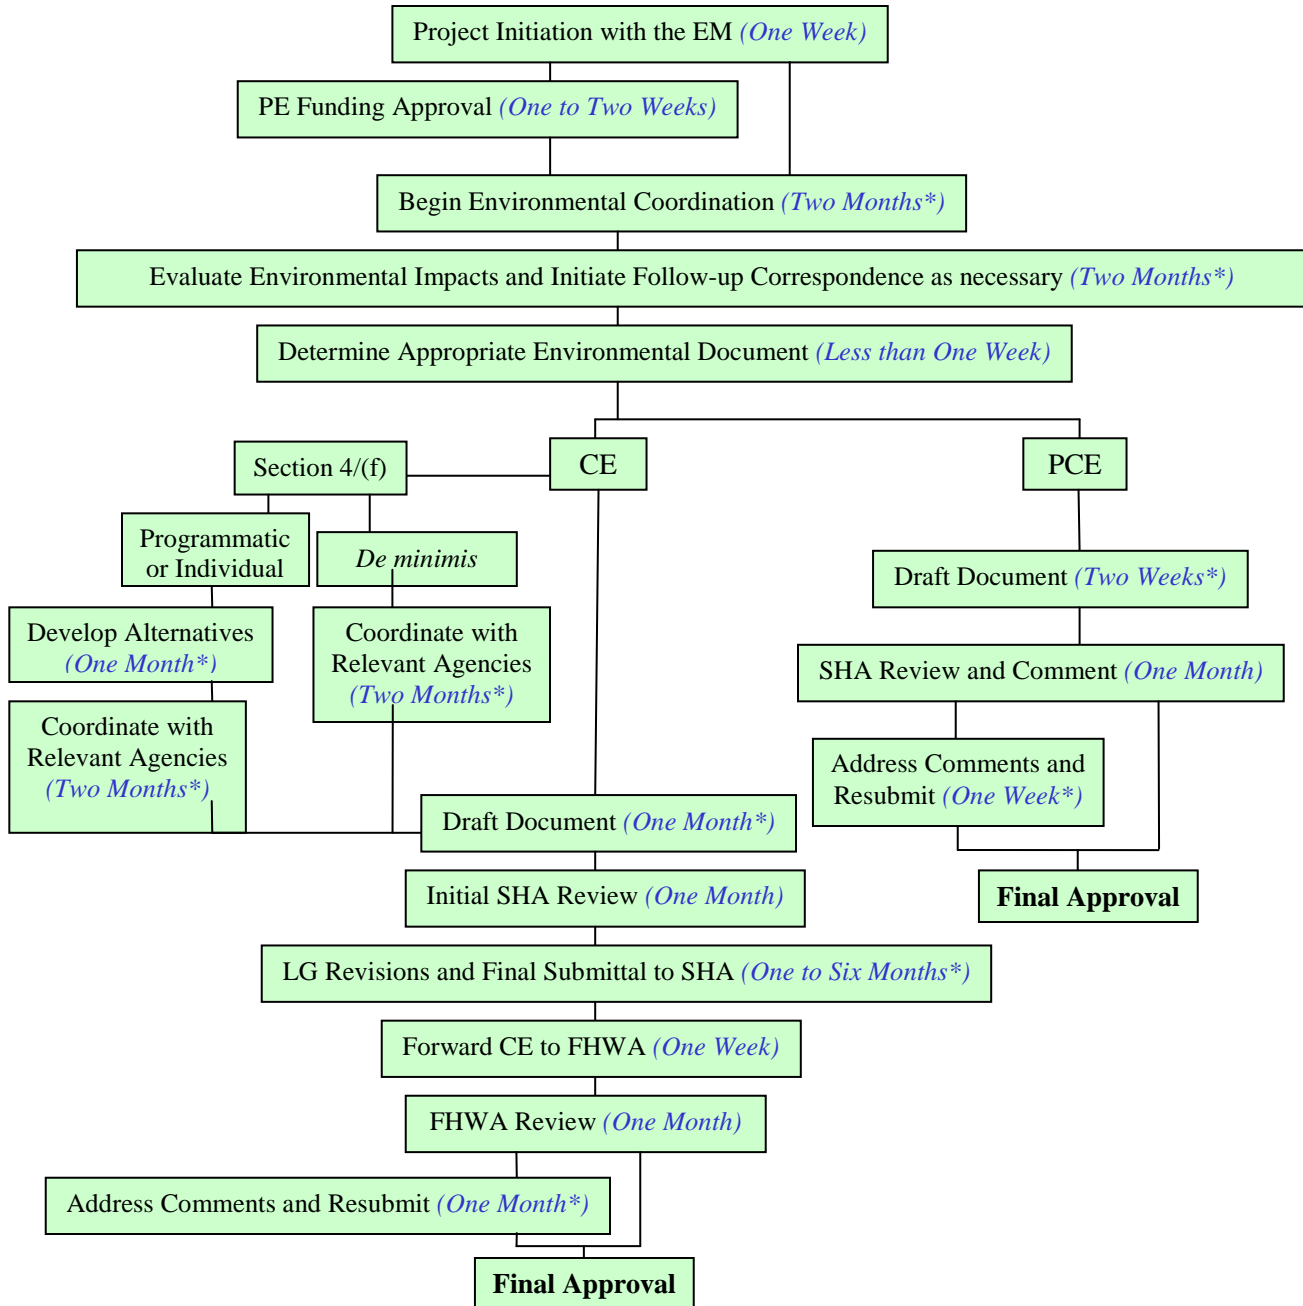 Project Initiation with the EM (One Week)
PE Funding Approval (One to Two Weeks)
Begin Environmental Coordination (Two Months*)
Evaluate Environmental Impacts and Initiate Follow-up Correspondence as necessary (Two Months*)
Determine Appropriate Environmental Document (Less than One Week)
Section 4/(f)
CE
PCE
Programmatic
or Individual
De minimis
Draft Document (Two Weeks*)
Develop Alternatives
(One Month*)
Coordinate with
Relevant Agencies
(Two Months*)
SHA Review and Comment (One Month)
Coordinate with
Relevant Agencies
(Two Months*)
Address Comments and
Resubmit (One Week*)
Draft Document (One Month*)
Initial SHA Review (One Month)
Final Approval
LG Revisions and Final Submittal to SHA (One to Six Months*)
Forward CE to FHWA (One Week)
FHWA Review (One Month)
Address Comments and Resubmit (One Month*)
Final Approval